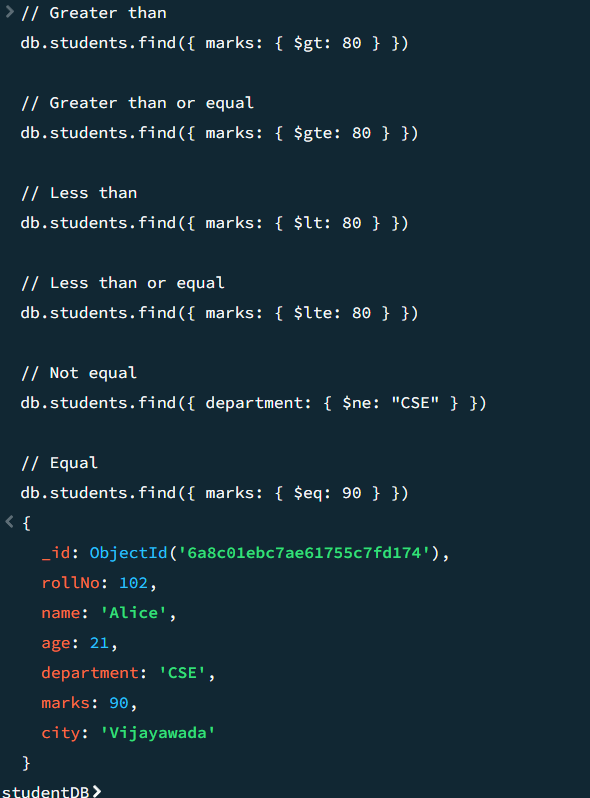 // Greater than
db.students.find({ marks: { $gt: 80 } })
// Greater than or equal
db.students.find({ marks: { $gte: 80 } })
// Less than
db.students.find({ marks: { $lt: 80 } })
// Less than or equal
db.students.find({ marks: { $lte: 80 } })
// Not equal
db.students.find({ department: { $ne: "CSE" } })
// Equal
db.students.find({ marks: { $eq: 90 } })
{
_id: ObjectId('6a8c01ebc7ae61755c7fd174'),
rollNo: 102,
name: 'Alice',
age: 21,
department: 'CSE',
marks: 90,
city: 'Vijayawada'
}
studentDB>